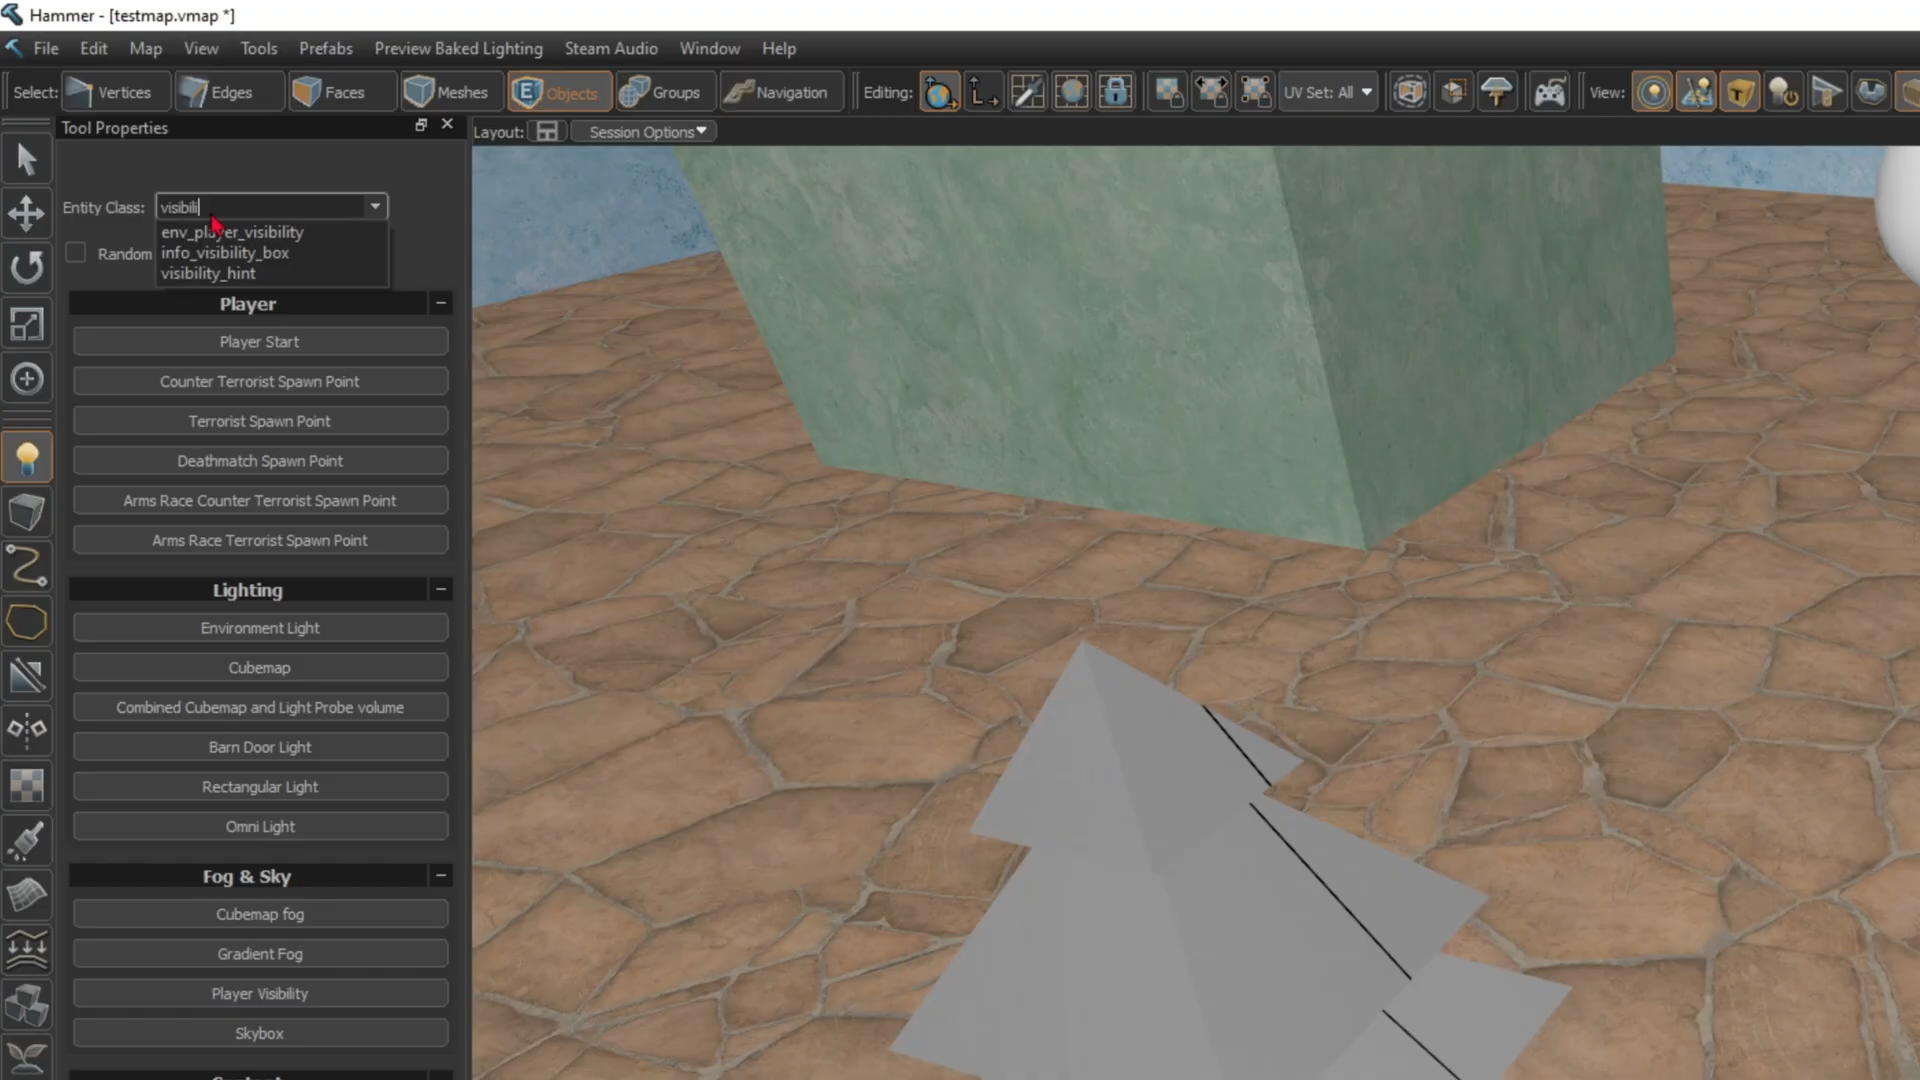 Hammer - [testmap.vmap *]
File Edit Map View Tools Prefabs Preview Baked Lighting Steam Audio Window Help
Select: Vertices Edges Faces Meshes Objects Groups Navigation Editing: UV Set: All View:
Tool Properties
Layout: Session Options
Entity Class: visibili
env_player_visibility
Random info_visibility_box
visibility_hint
Player
Player Start
Counter Terrorist Spawn Point
Terrorist Spawn Point
Deathmatch Spawn Point
Arms Race Counter Terrorist Spawn Point
Arms Race Terrorist Spawn Point
Lighting
Environment Light
Cubemap
Combined Cubemap and Light Probe volume
Barn Door Light
Rectangular Light
Omni Light
Fog & Sky
Cubemap fog
Gradient Fog
Player Visibility
Skybox